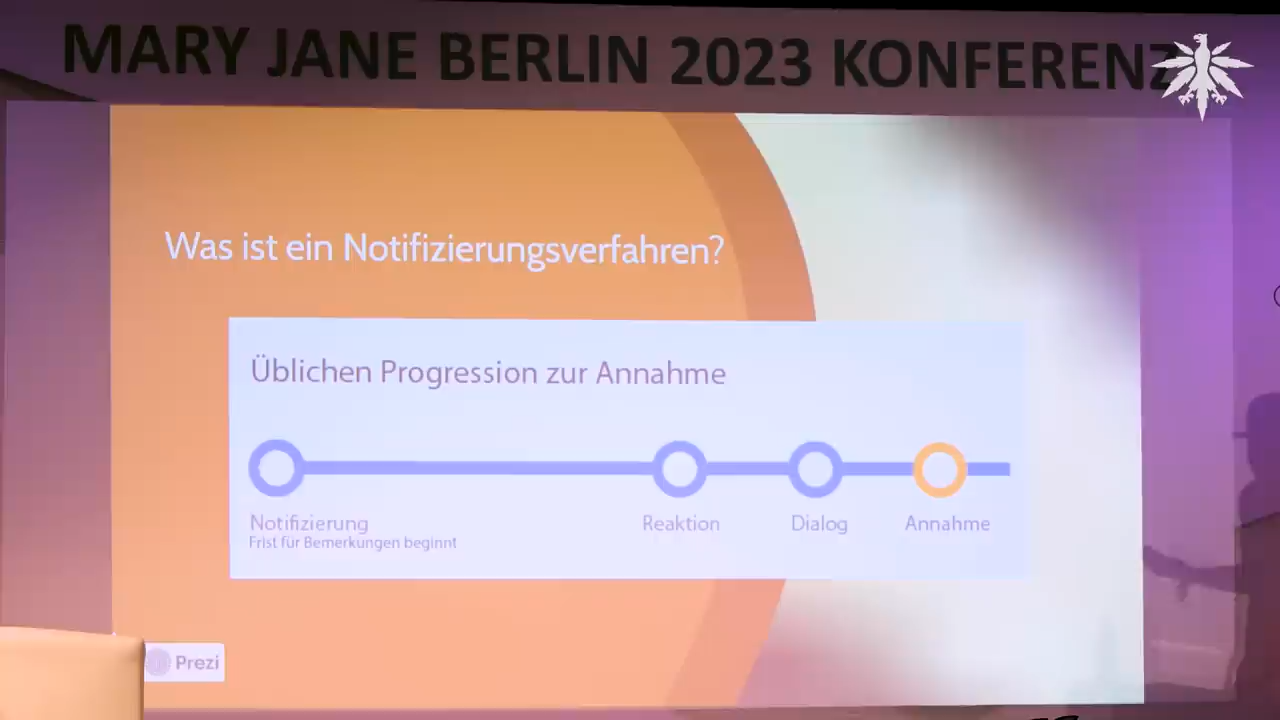 MARY JANE BERLIN 2023 KONFERENZ
Was ist ein Notifizierungsverfahren?
Üblichen Progression zur Annahme
Notifizierung
Frist für Bemerkungen beginnt
Reaktion
Dialog
Annahme
Prezi